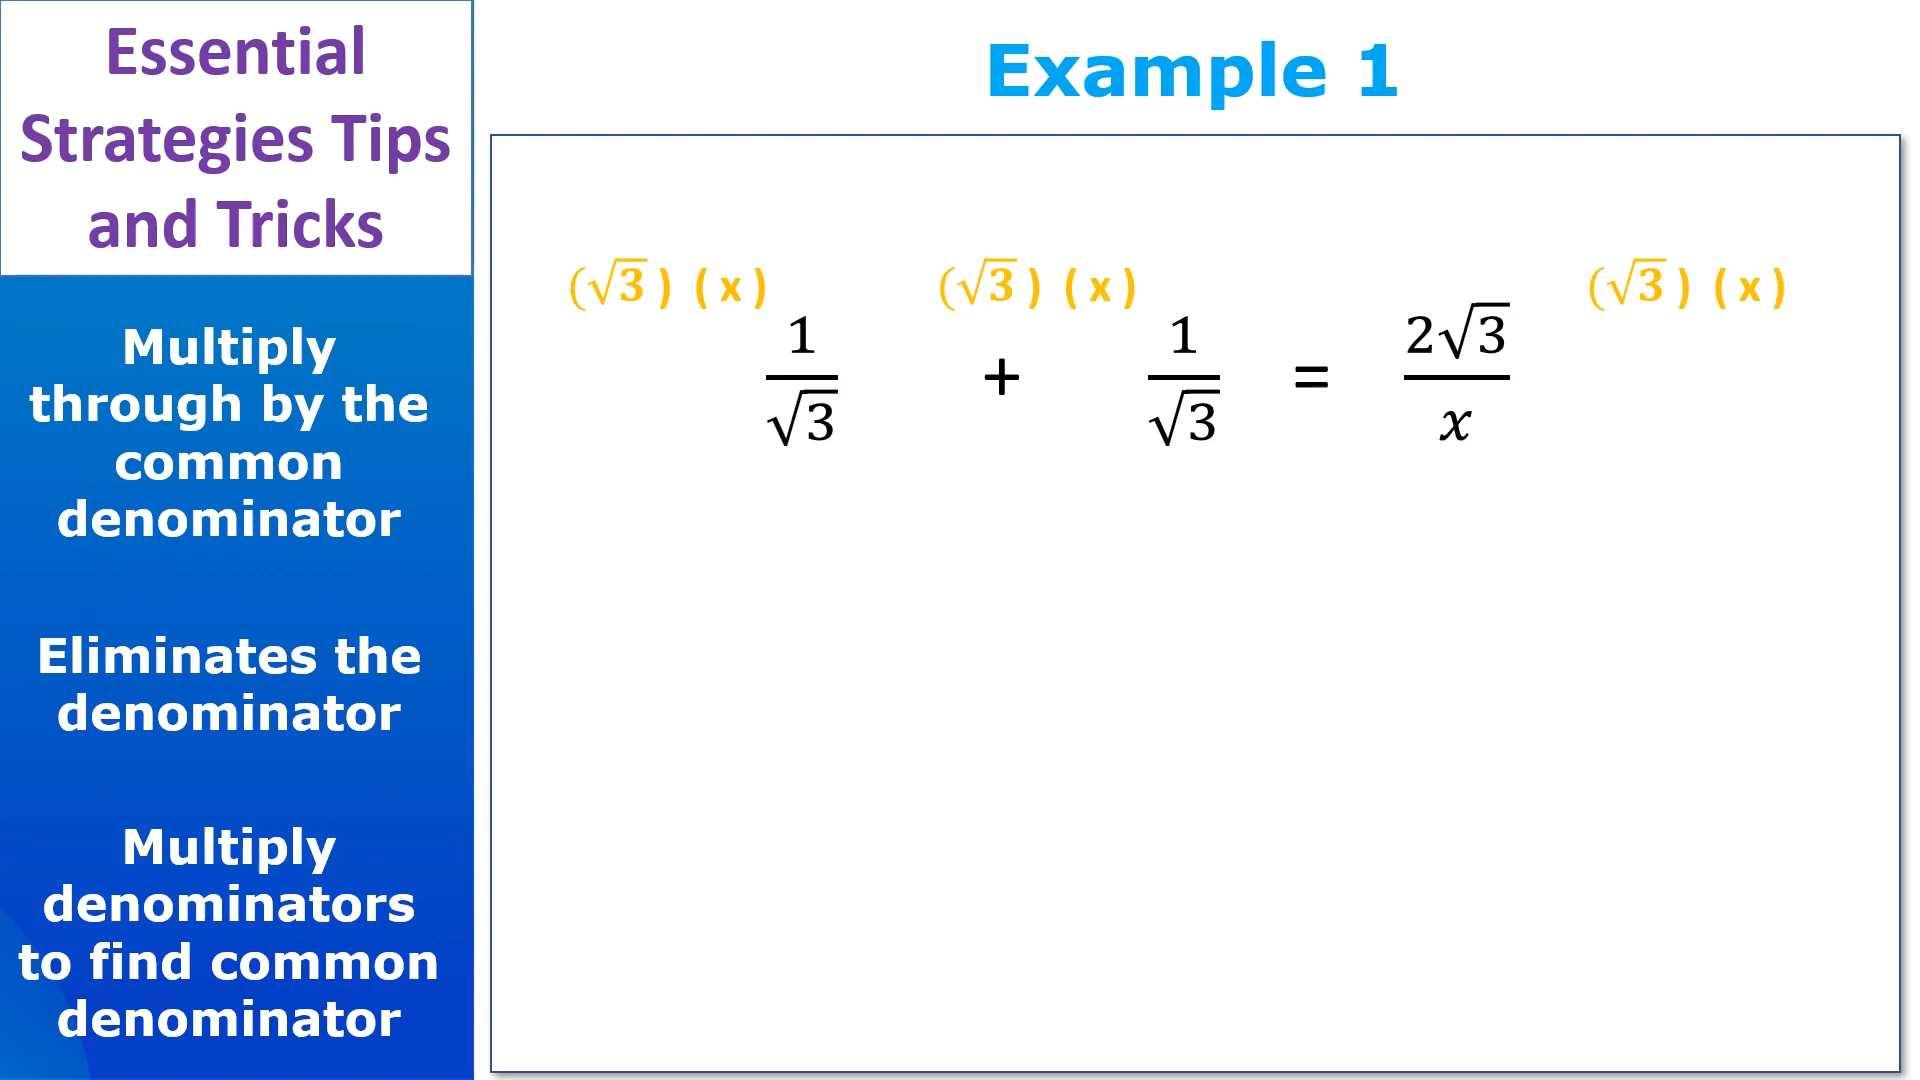 Essential
Strategies Tips
and Tricks
Multiply
through by the
common
denominator
Eliminates the
denominator
Multiply
denominators
to find common
denominator
Example 1
(√3 ) ( x ) (√3 ) ( x ) (√3 ) ( x )
1 1 2√3
+ =
√3 √3 x